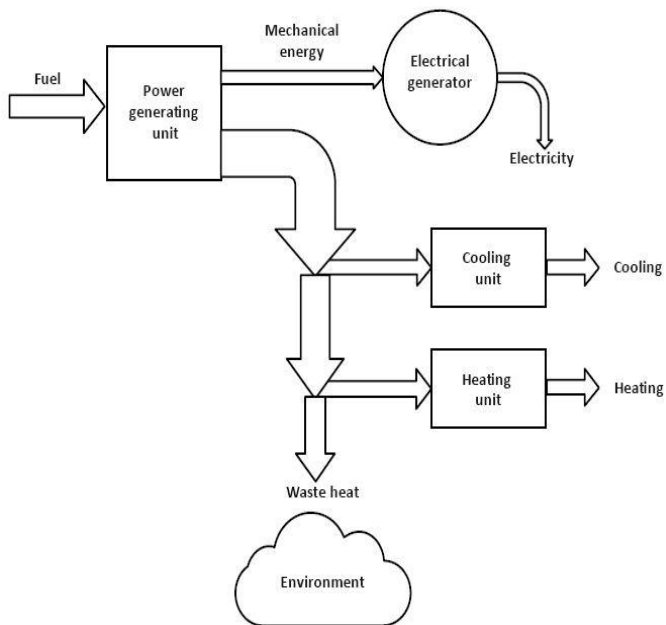 Mechanical
energy
Fuel
Power
generating
unit
Electrical
generator
Electricity
Cooling
unit
Cooling
Heating
unit
Heating
Waste heat
Environment